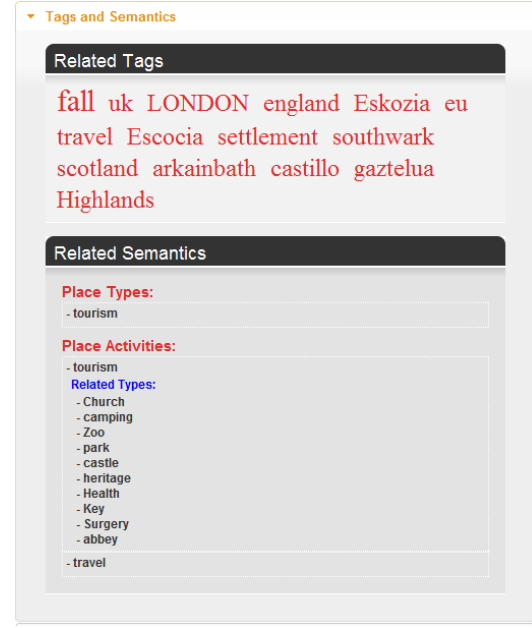 Tags and Semantics
Related Tags
fall uk LONDON england Eskozia eu
travel Escocia settlement southwark
scotland arkainbath castillo gaztelua
Highlands
Related Semantics
Place Types:
- tourism
Place Activities:
- tourism
Related Types:
- Church
- camping
- Zoo
- park
- castle
- heritage
- Health
- Key
- Surgery
- abbey
- travel